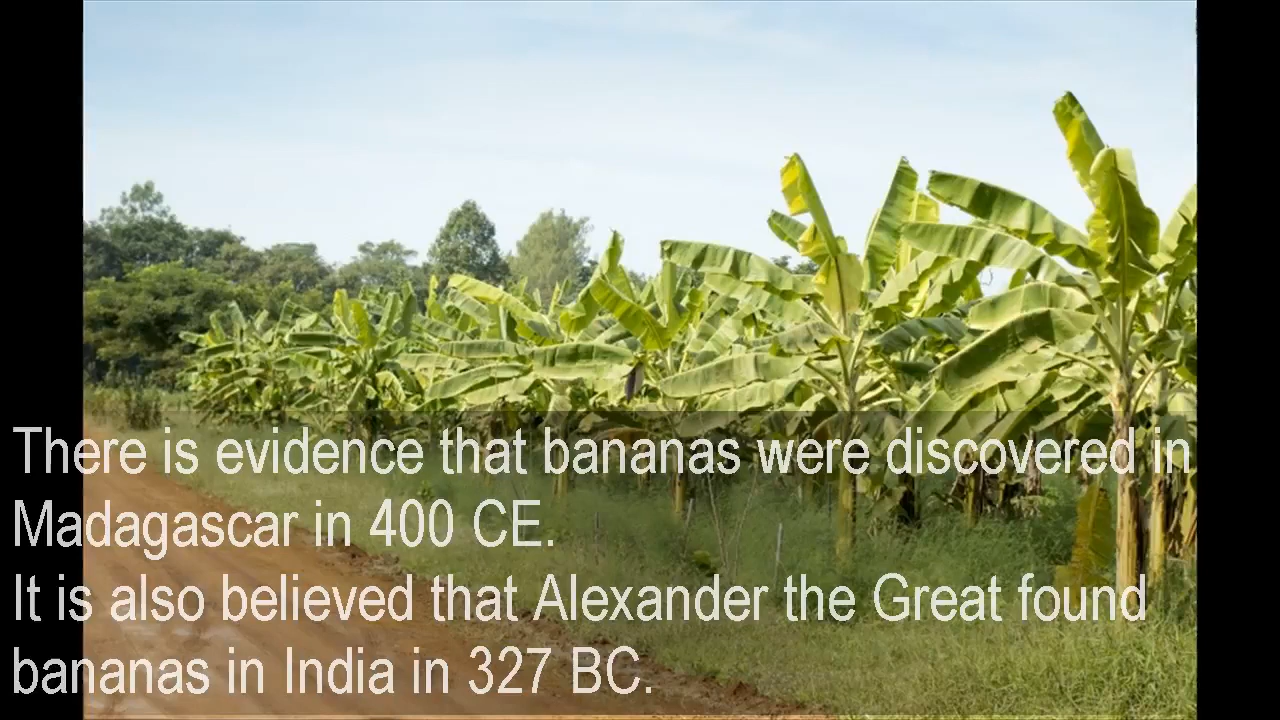 There is evidence that bananas were discovered in
Madagascar in 400 CE.
It is also believed that Alexander the Great found
bananas in India in 327 BC.